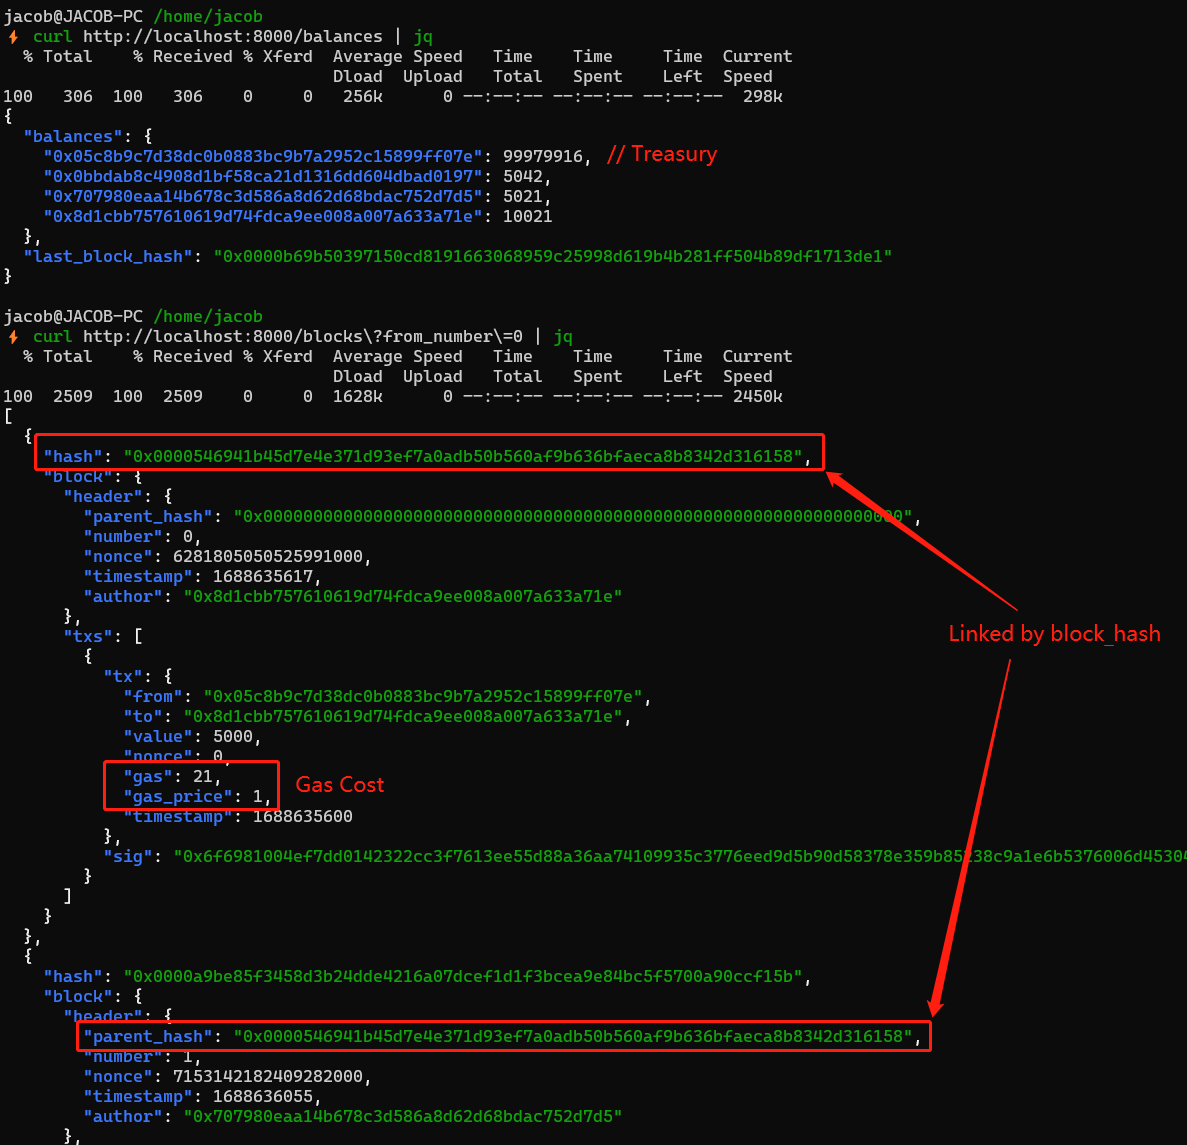 jacob@JACOB-PC /home/jacob
⚡ curl http://localhost:8000/balances | jq
  % Total    % Received % Xferd  Average Speed   Time    Time     Time  Current
                                 Dload  Upload   Total   Spent    Left  Speed
100   306  100   306    0     0   256k      0 --:--:-- --:--:-- --:--:--  298k
{
  "balances": {
    "0x05c8b9c7d38dc0b0883bc9b7a2952c15899ff07e": 99979916, // Treasury
    "0x0bbdab8c4908d1bf58ca21d1316dd604dbad0197": 5042,
    "0x707980eaa14b678c3d586a8d62d68bdac752d7d5": 5021,
    "0x8d1cbb757610619d74fdca9ee008a007a633a71e": 10021
  },
  "last_block_hash": "0x0000b69b50397150cd8191663068959c25998d619b4b281ff504b89df1713de1"
}
jacob@JACOB-PC /home/jacob
⚡ curl http://localhost:8000/blocks\?from_number\=0 | jq
  % Total    % Received % Xferd  Average Speed   Time    Time     Time  Current
                                 Dload  Upload   Total   Spent    Left  Speed
100  2509  100  2509    0     0  1628k      0 --:--:-- --:--:-- --:--:-- 2450k
[
  {
    "hash": "0x0000546941b45d7e4e371d93ef7a0adb50b560af9b636bfaeca8b8342d316158",
    "block": {
      "header": {
        "parent_hash": "0x0000000000000000000000000000000000000000000000000000000000000000",
        "number": 0,
        "nonce": 6281805050525991000,
        "timestamp": 1688635617,
        "author": "0x8d1cbb757610619d74fdca9ee008a007a633a71e"
      },
      "txs": [
Linked by block_hash
        {
          "tx": {
            "from": "0x05c8b9c7d38dc0b0883bc9b7a2952c15899ff07e",
            "to": "0x8d1cbb757610619d74fdca9ee008a007a633a71e",
            "value": 5000,
            "nonce": 0,
            "gas": 21,
            "gas_price": 1,
Gas Cost
            "timestamp": 1688635600
          },
          "sig": "0x6f6981004ef7dd0142322cc3f7613ee55d88a36aa74109935c3776eed9d5b90d58378e359b85238c9a1e6b5376006d4530
        }
      ]
    }
  },
  {
    "hash": "0x0000a9be85f3458d3b24dde4216a07dcef1d1f3bcea9e84bc5f5700a90ccf15b",
    "block": {
      "header": {
        "parent_hash": "0x0000546941b45d7e4e371d93ef7a0adb50b560af9b636bfaeca8b8342d316158",
        "number": 1,
        "nonce": 7153142182409282000,
        "timestamp": 1688636055,
        "author": "0x707980eaa14b678c3d586a8d62d68bdac752d7d5"
      },